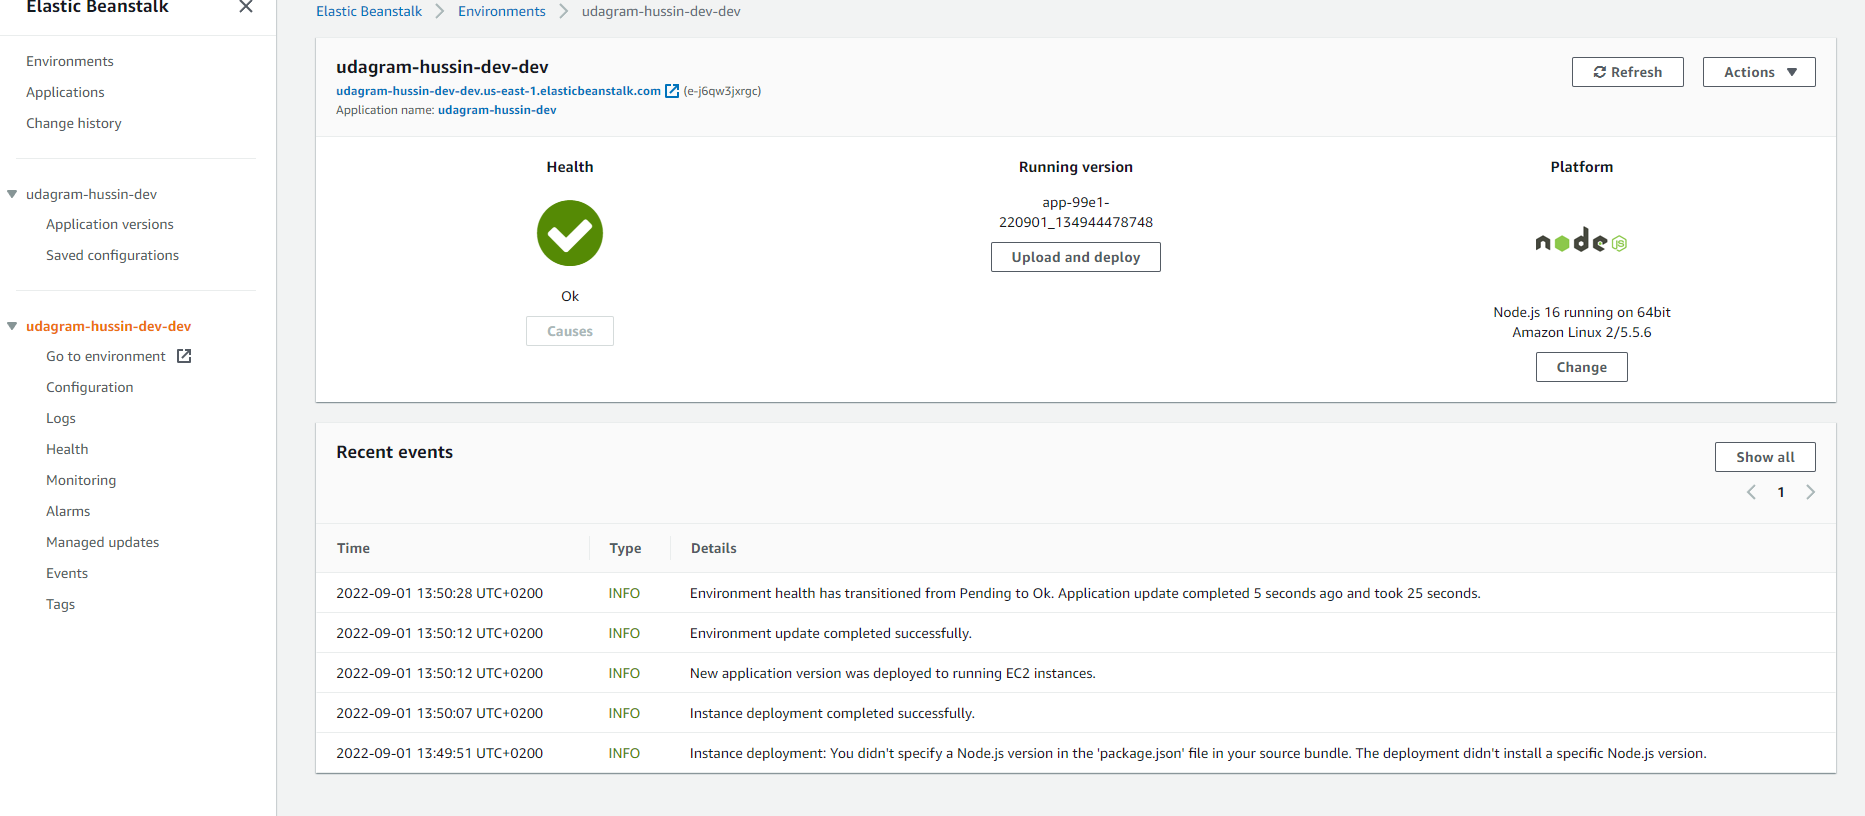 Elastic Beanstalk
Environments
Applications
Change history
udagram-hussin-dev
Application versions
Saved configurations
udagram-hussin-dev-dev
Go to environment
Configuration
Logs
Health
Monitoring
Alarms
Managed updates
Events
Tags
Elastic Beanstalk Environments udagram-hussin-dev-dev
udagram-hussin-dev-dev
udagram-hussin-dev-dev.us-east-1.elasticbeanstalk.com (e-j6qw3jxrgc)
Application name: udagram-hussin-dev
Refresh
Actions
Health
Ok
Causes
Running version
app-99e1-
220901_134944478748
Upload and deploy
Platform
node JS
Node.js 16 running on 64bit
Amazon Linux 2/5.5.6
Change
Recent events
Show all
1
Time Type Details
2022-09-01 13:50:28 UTC+0200 INFO Environment health has transitioned from Pending to Ok. Application update completed 5 seconds ago and took 25 seconds.
2022-09-01 13:50:12 UTC+0200 INFO Environment update completed successfully.
2022-09-01 13:50:12 UTC+0200 INFO New application version was deployed to running EC2 instances.
2022-09-01 13:50:07 UTC+0200 INFO Instance deployment completed successfully.
2022-09-01 13:49:51 UTC+0200 INFO Instance deployment: You didn't specify a Node.js version in the 'package.json' file in your source bundle. The deployment didn't install a specific Node.js version.